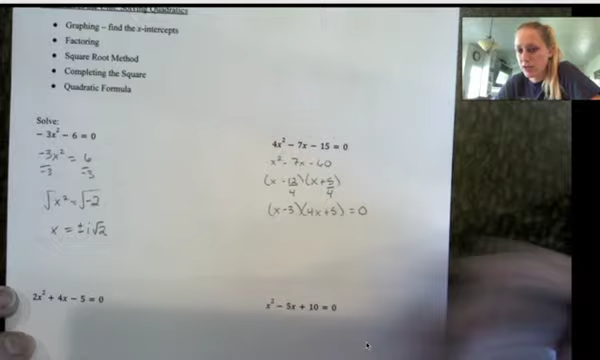 Solving Quadratics
• Graphing – find the x-intercepts
• Factoring
• Square Root Method
• Completing the Square
• Quadratic Formula
Solve:
− 3x² − 6 = 0
-3x² = 6
-3 -3
√x² = √-2
x = ± i√2
4x² − 7x − 15 = 0
x² - 7x - 60
(x - 12/4)(x + 5/4)
(x - 3)(4x + 5) = 0
2x² + 4x − 5 = 0
x² − 5x + 10 = 0